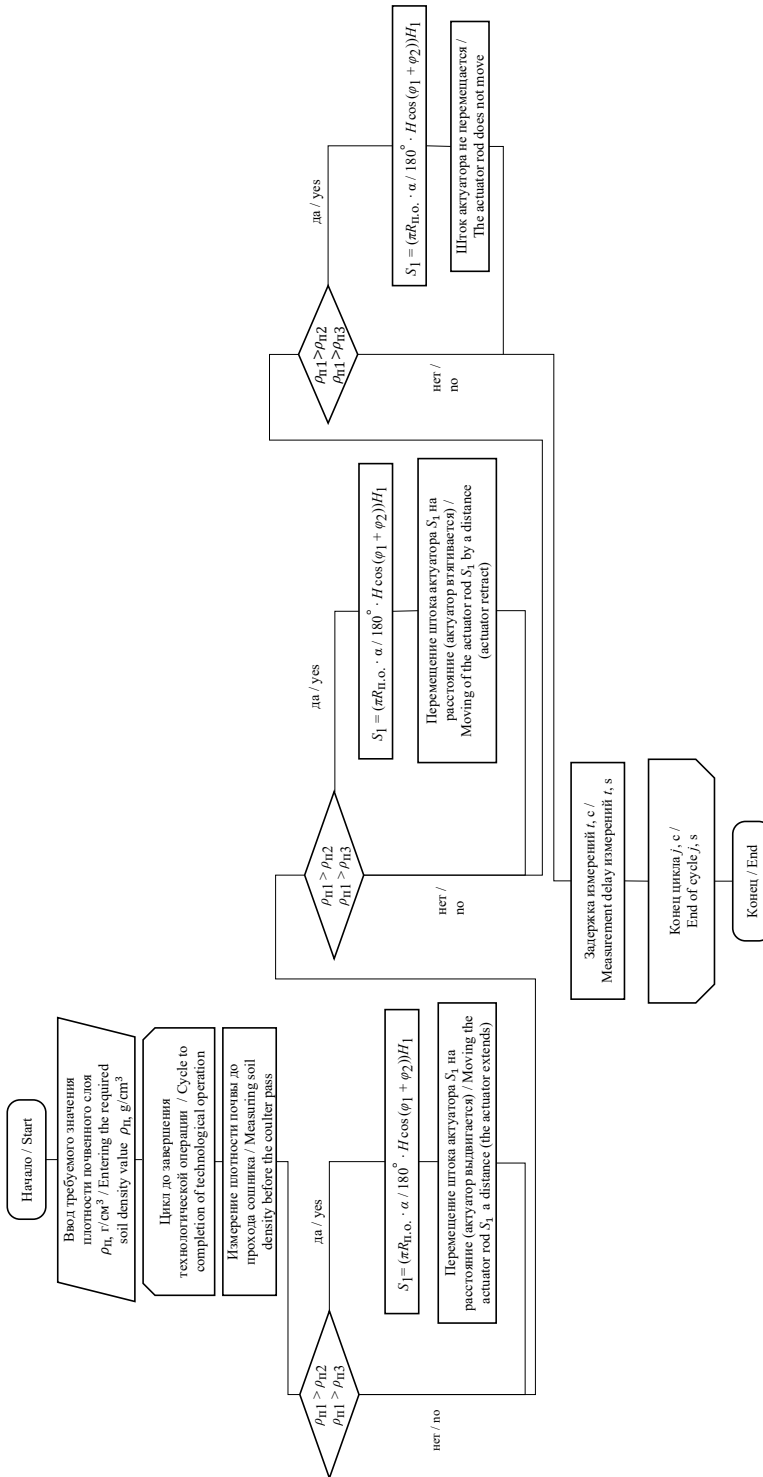 Начало / Start
Ввод требуемого значения
плотности почвенного слоя
ρп, г/см³ / Entering the required
soil density value ρп, g/cm³
Цикл до завершения
технологической операции / Cycle to
completion of technological operation
Измерение плотности почвы до
прохода сошника / Measuring soil
density before the coulter pass
ρп1 > ρп2
ρп1 > ρп3
да / yes
S1 = (πRп.о. · α / 180° · H cos (φ1 + φ2))H1
Перемещение штока актуатора S1 на
расстояние (актуатор выдвигается) / Moving the
actuator rod S1 a distance (the actuator extends)
нет / no
ρп1 > ρп2
ρп1 > ρп3
да / yes
S1 = (πRп.о. · α / 180° · H cos (φ1 + φ2))H1
Перемещение штока актуатора S1 на
расстояние (актуатор втягивается) /
Moving of the actuator rod S1 by a distance
(actuator retract)
нет /
no
ρп1>ρп2
ρп1>ρп3
да / yes
S1 = (πRп.о. · α / 180° · H cos (φ1 + φ2))H1
Шток актуатора не перемещается /
The actuator rod does not move
нет /
no
Задержка измерений t, с /
Measurement delay измерений t, s
Конец цикла j, с /
End of cycle j, s
Конец / End